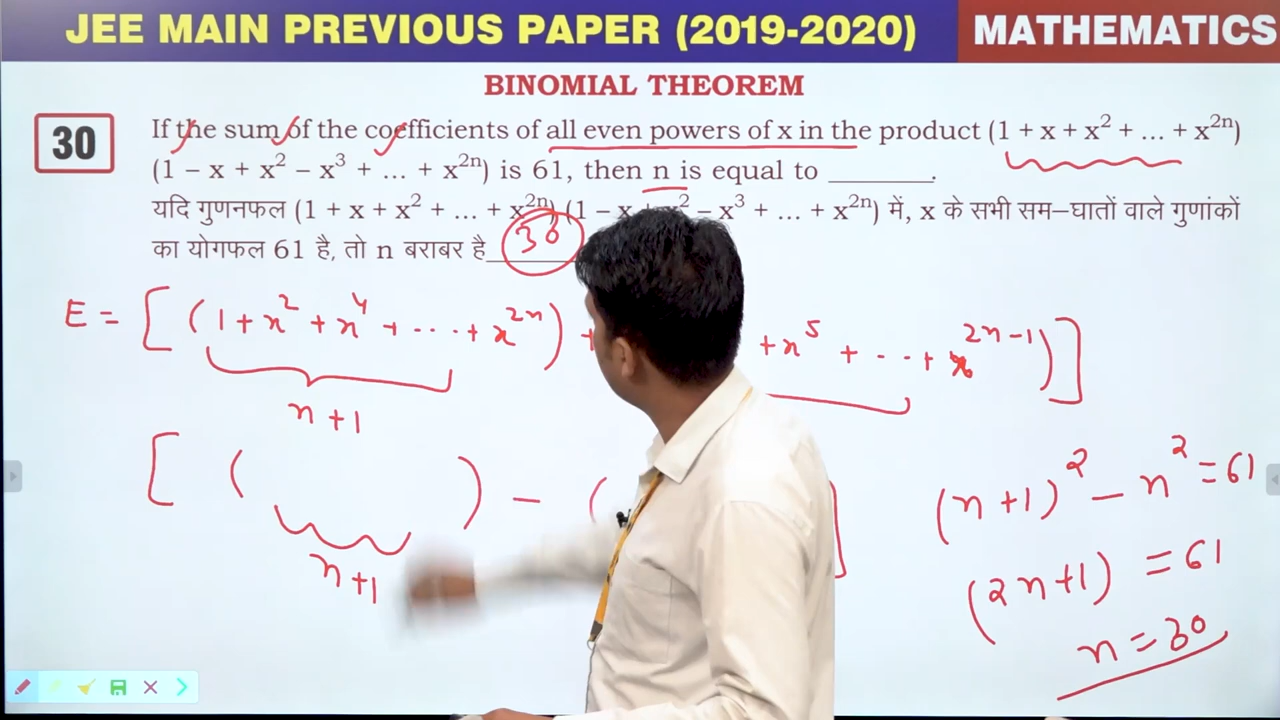 JEE MAIN PREVIOUS PAPER (2019-2020) MATHEMATICS
BINOMIAL THEOREM
30 If the sum of the coefficients of all even powers of x in the product (1 + x + x² + ... + x²ⁿ)
(1 – x + x² – x³ + ... + x²ⁿ) is 61, then n is equal to ________.
यदि गुणनफल (1 + x + x² + ... + x²ⁿ) (1 – x + x² – x³ + ... + x²ⁿ) में, x के सभी सम–घातों वाले गुणांकों
का योगफल 61 है, तो n बराबर है________
30
E = [ (1 + x² + x⁴ + ... + x²ⁿ) + + x⁵ + ... + x²ⁿ⁻¹) ]
n+1
[ ( ) – ( ]
n+1
(n+1)² – n² = 61
(2n+1) = 61
n = 30